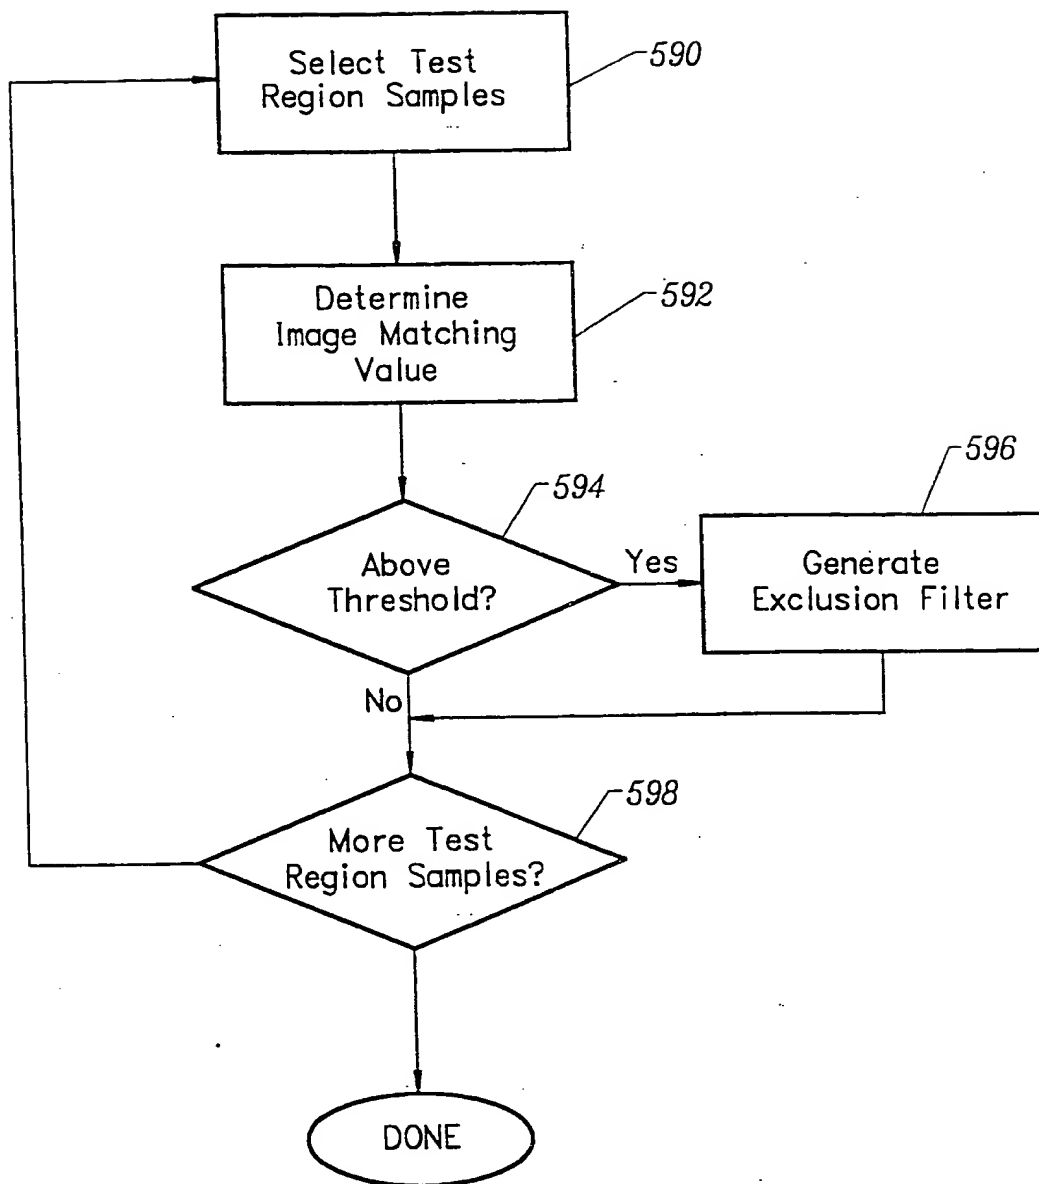 Select Test
Region Samples
590
Determine
Image Matching
Value
592
Above
Threshold?
594
Yes
Generate
Exclusion Filter
596
No
More Test
Region Samples?
598
DONE